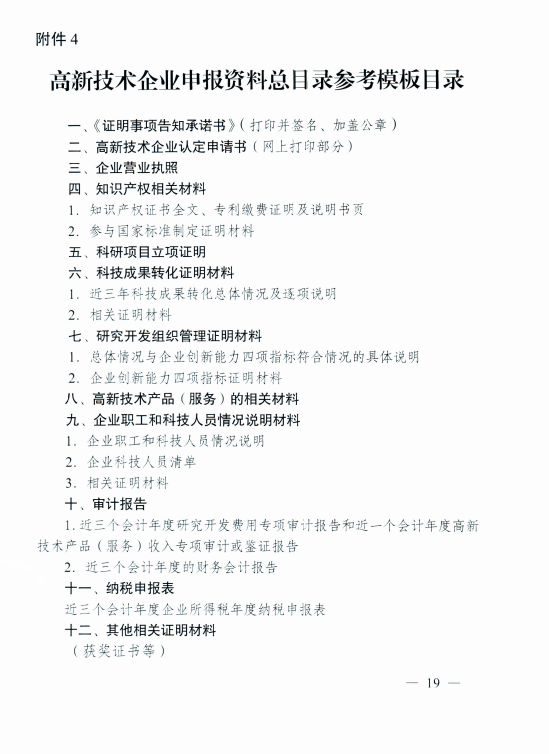 附件 4
高新技术企业申报资料总目录参考模板目录
一、《证明事项告知承诺书》（打印并签名、加盖公章）
二、高新技术企业认定申请书（网上打印部分）
三、企业营业执照
四、知识产权相关材料
1. 知识产权证书全文、专利缴费证明及说明书页
2. 参与国家标准制定证明材料
五、科研项目立项证明
六、科技成果转化证明材料
1. 近三年科技成果转化总体情况及逐项说明
2. 相关证明材料
七、研究开发组织管理证明材料
1. 总体情况与企业创新能力四项指标符合情况的具体说明
2. 企业创新能力四项指标证明材料
八、高新技术产品（服务）的相关材料
九、企业职工和科技人员情况说明材料
1. 企业职工和科技人员情况说明
2. 企业科技人员清单
3. 相关证明材料
十、审计报告
1.近三个会计年度研究开发费用专项审计报告和近一个会计年度高新
技术产品（服务）收入专项审计或鉴证报告
2. 近三个会计年度的财务会计报告
十一、纳税申报表
近三个会计年度企业所得税年度纳税申报表
十二、其他相关证明材料
（获奖证书等）
— 19 —